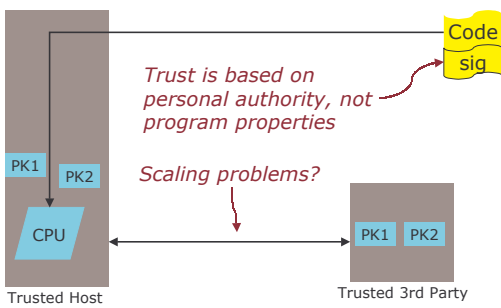 Code
sig
Trust is based on
personal authority, not
program properties
PK1
PK2
Scaling problems?
CPU
PK1 PK2
Trusted Host
Trusted 3rd Party